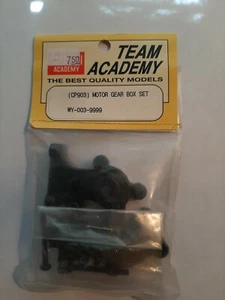 TEAM
ACADEMY
THE BEST QUALITY MODELS
ACADEMY
(CP903) MOTOR GEAR BOX SET
WY-003-9999